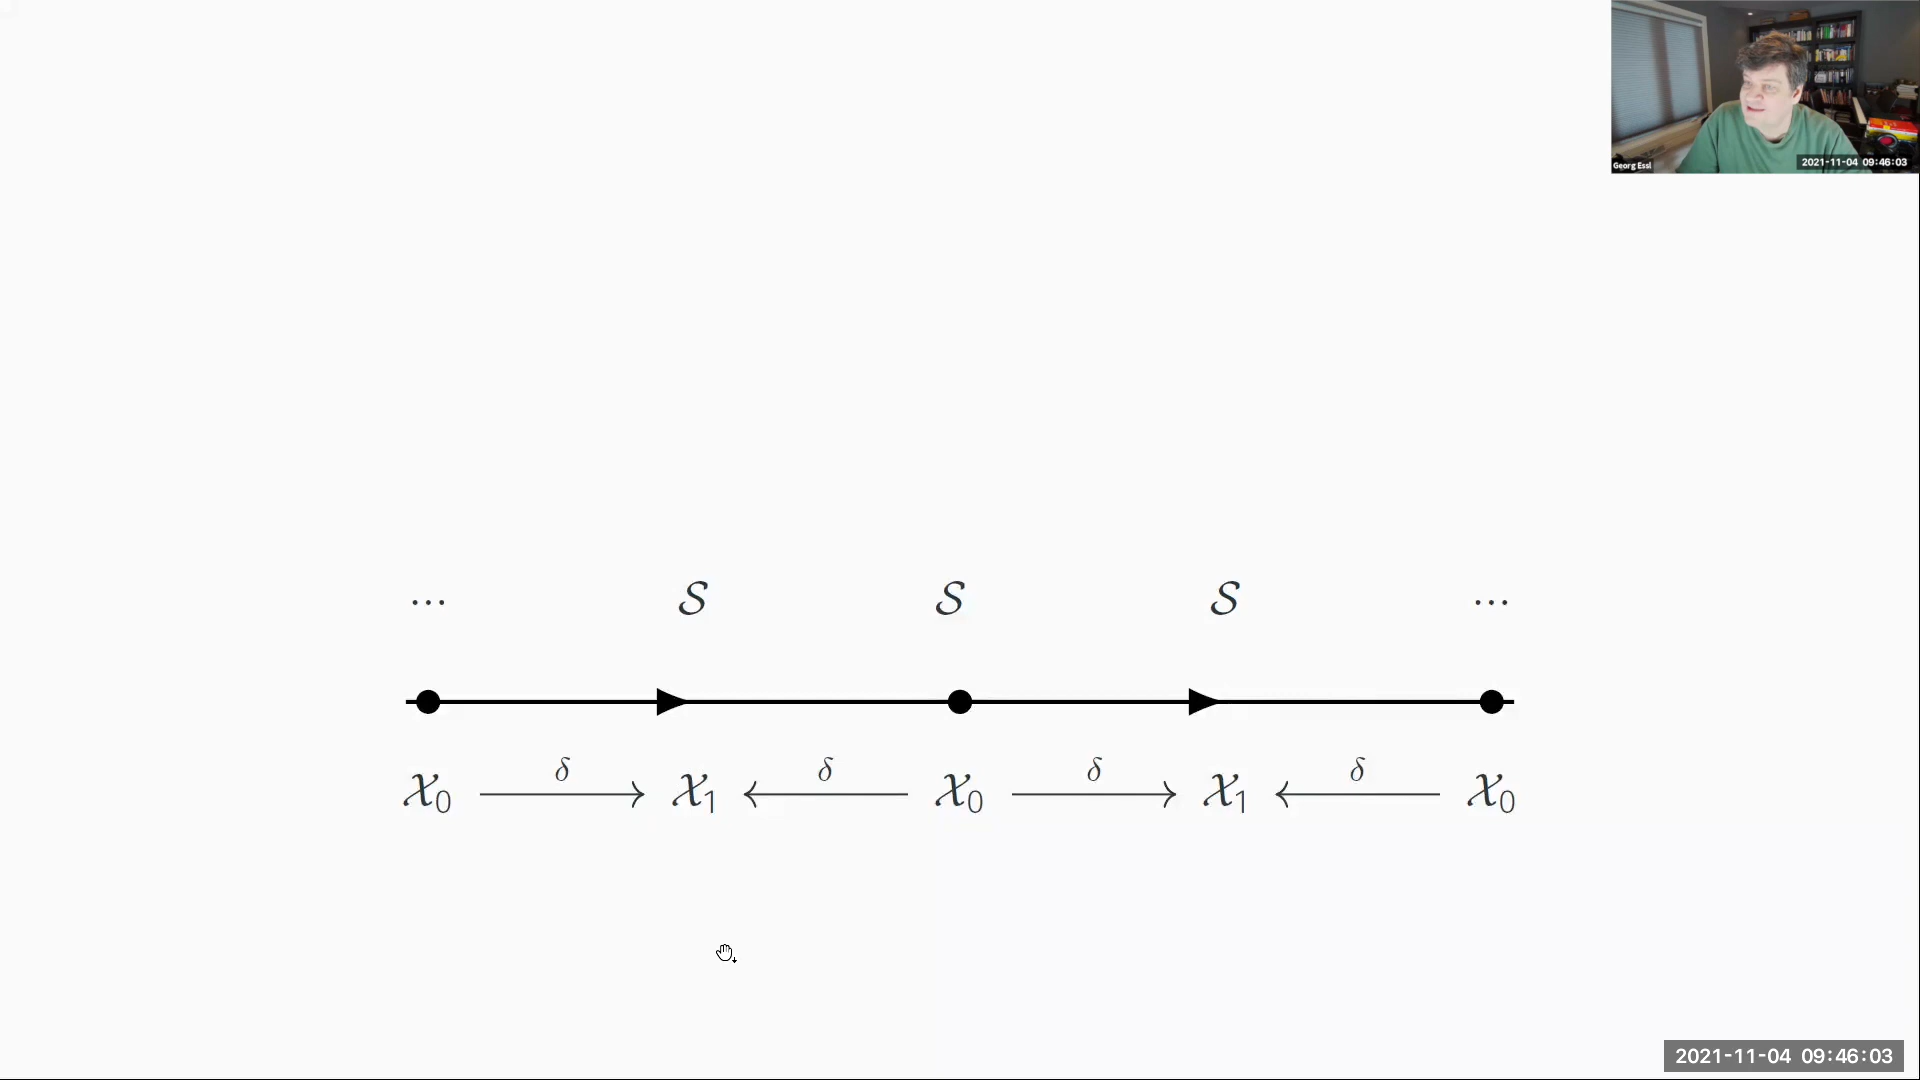 Georg Essl
2021-11-04 09:46:03
... 𝒮 𝒮 𝒮 ...
δ δ δ δ
𝒳₀ → 𝒳₁ ← 𝒳₀ → 𝒳₁ ← 𝒳₀
2021-11-04 09:46:03